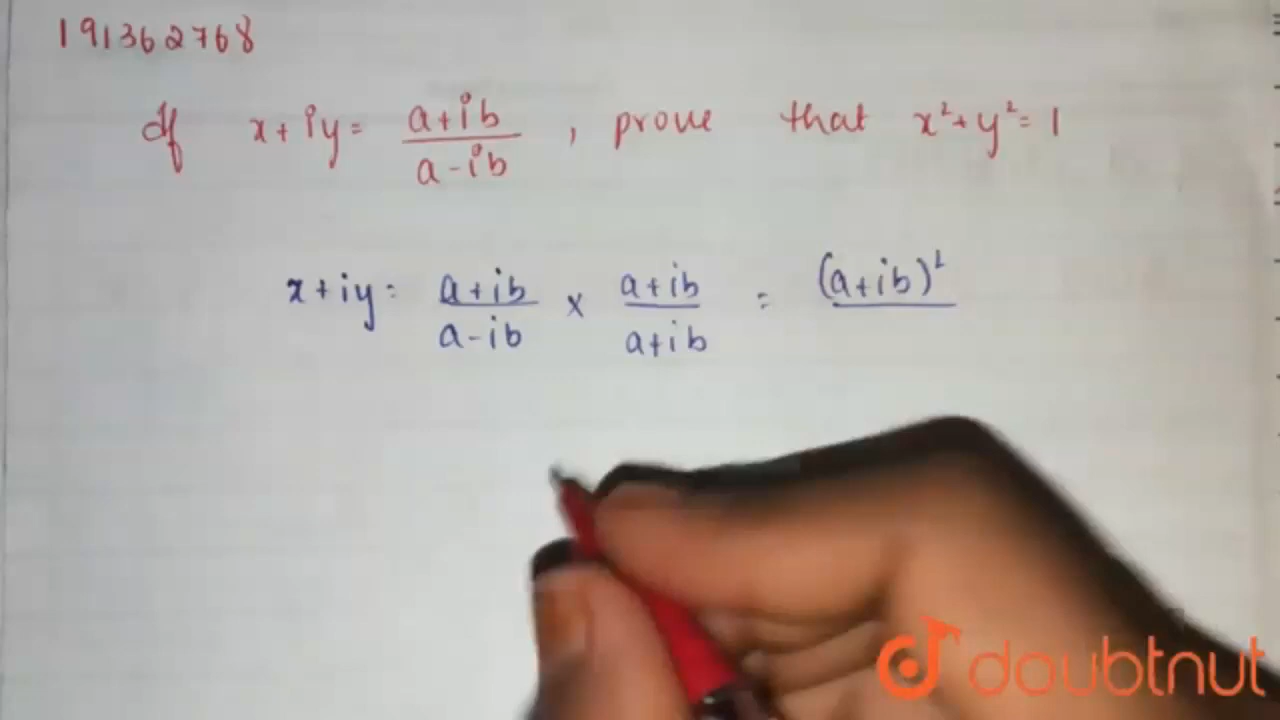 191362768
If x+iy= a+ib/a-ib , prove that x²+y²=1
x+iy= a+ib/a-ib × a+ib/a+ib = (a+ib)²
doubtnut